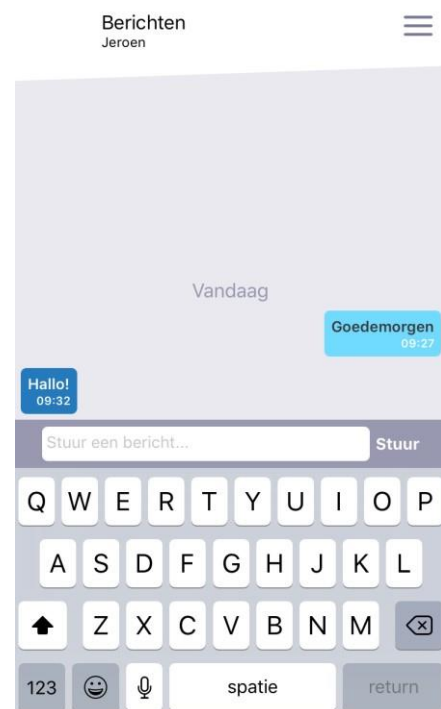 Berichten
Jeroen
Vandaag
Goedemorgen
09:27
Hallo!
09:32
Stuur een bericht... Stuur
Q W E R T Y U I O P
A S D F G H J K L
Z X C V B N M
123 spatie return